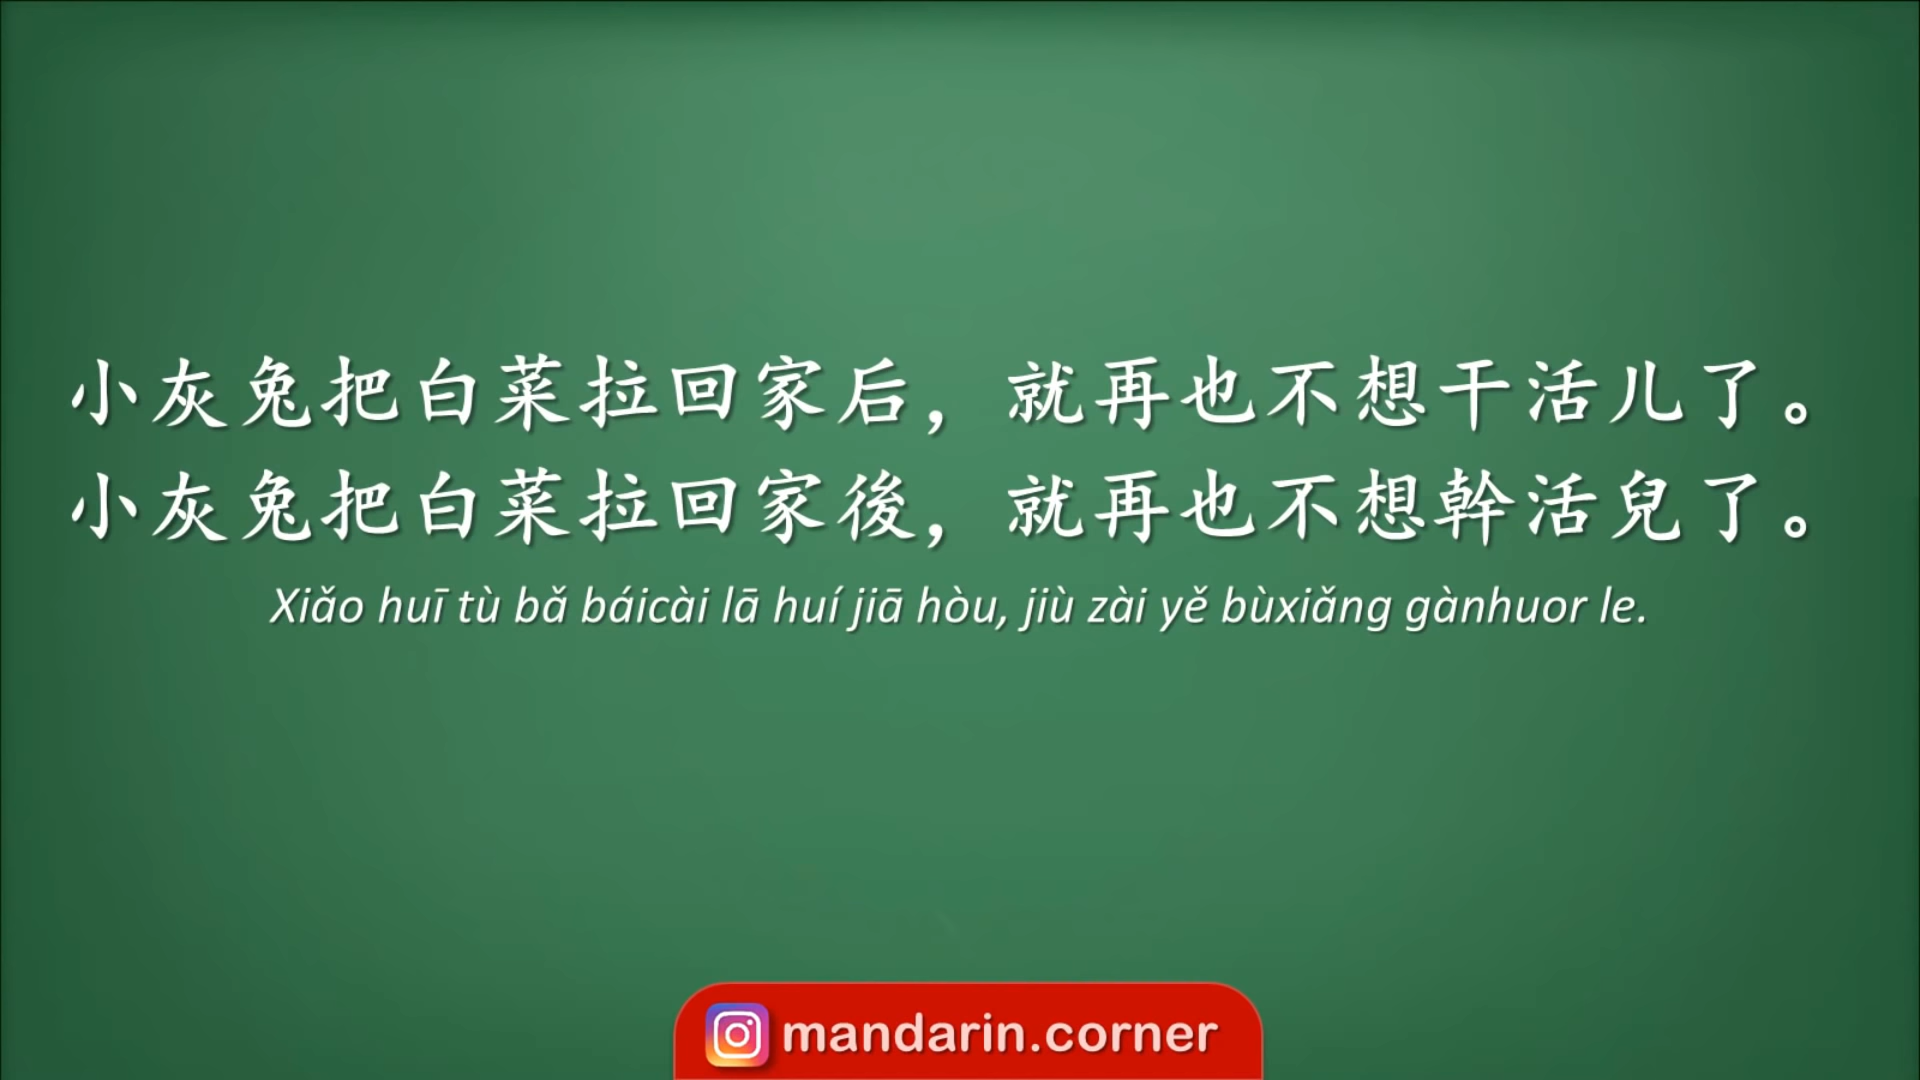 小灰兔把白菜拉回家后，就再也不想干活儿了。
小灰兔把白菜拉回家後，就再也不想幹活兒了。
Xiǎo huī tù bǎ báicài lā huí jiā hòu, jiù zài yě bùxiǎng gànhuor le.
mandarin.corner